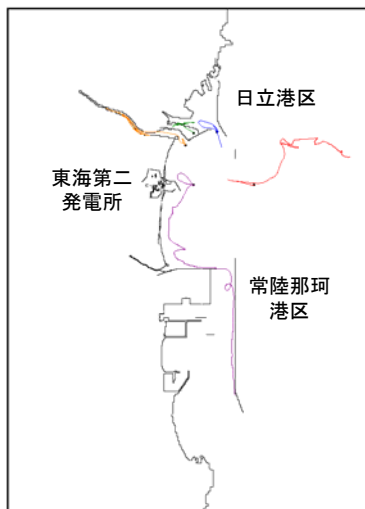 日立港区
東海第二
発電所
常陸那珂
港区